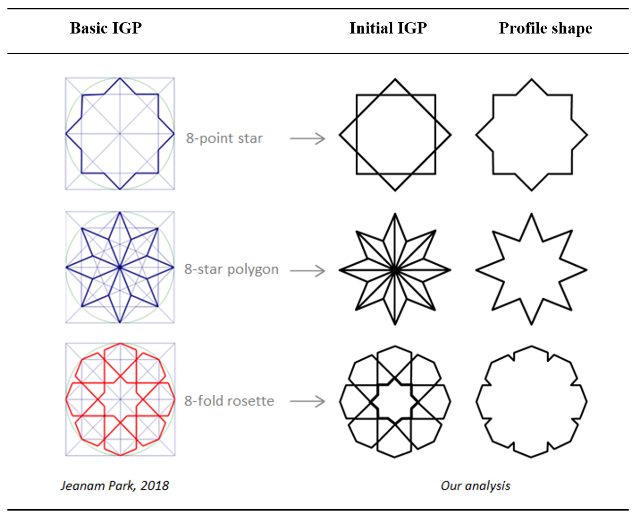 Basic IGP Initial IGP Profile shape
8-point star
8-star polygon
8-fold rosette
Jeanam Park, 2018 Our analysis